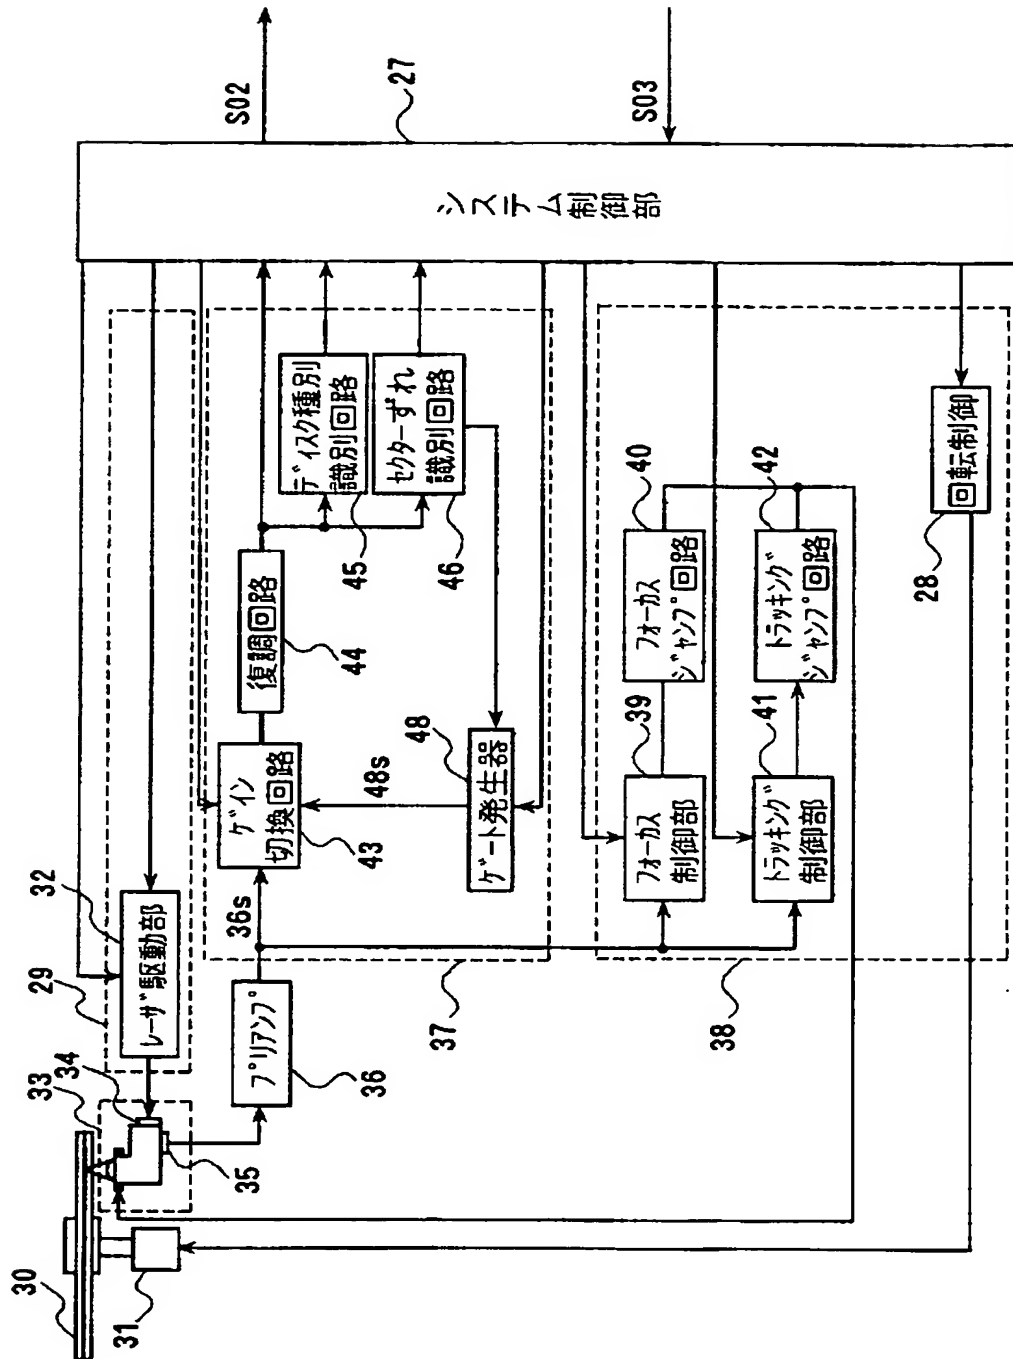 S02
S03
27
システム制御部
29
32
レーザ駆動部
33
34
35
30
31
プリアンプ
36
36s
ゲイン
切換回路
43
復調回路
44
ディスク種別
識別回路
45
セクターずれ
識別回路
46
48
48s
ゲート発生器
37
フォーカス
制御部
39
フォーカス
ジャンプ回路
40
トラッキング
制御部
41
トラッキング
ジャンプ回路
42
38
回転制御
28